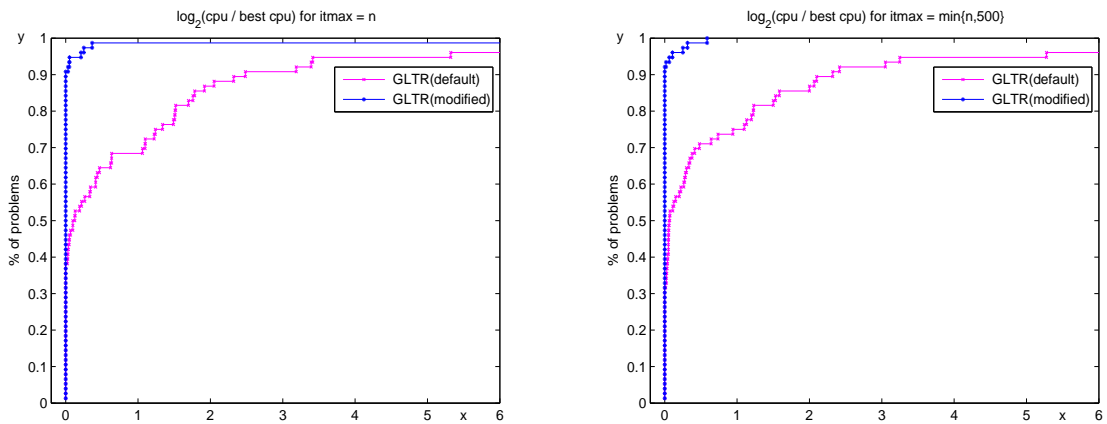 log2(cpu / best cpu) for itmax = n
y
1
0.9
0.8
0.7
0.6
0.5
0.4
0.3
0.2
0.1
0
% of problems
GLTR(default)
GLTR(modified)
0 1 2 3 4 5 x 6
log2(cpu / best cpu) for itmax = min{n,500}
y
1
0.9
0.8
0.7
0.6
0.5
0.4
0.3
0.2
0.1
0
% of problems
GLTR(default)
GLTR(modified)
0 1 2 3 4 5 x 6